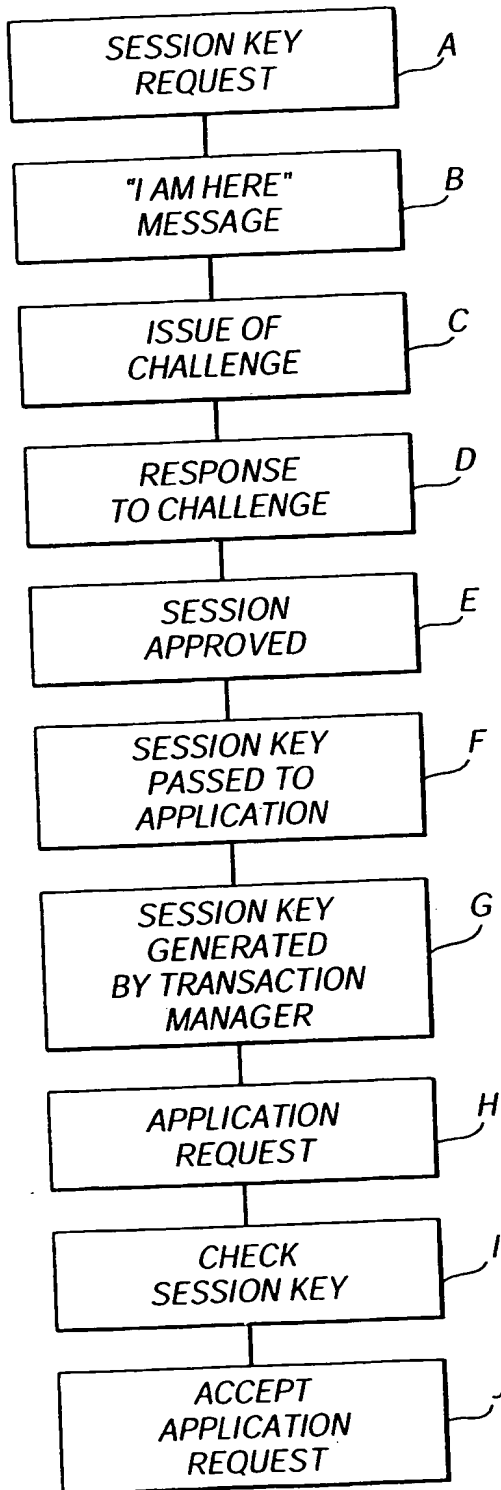 SESSION KEY
REQUEST
A
"I AM HERE"
MESSAGE
B
ISSUE OF
CHALLENGE
C
RESPONSE
TO CHALLENGE
D
SESSION
APPROVED
E
SESSION KEY
PASSED TO
APPLICATION
F
SESSION KEY
GENERATED
BY TRANSACTION
MANAGER
G
APPLICATION
REQUEST
H
CHECK
SESSION KEY
I
ACCEPT
APPLICATION
REQUEST
J